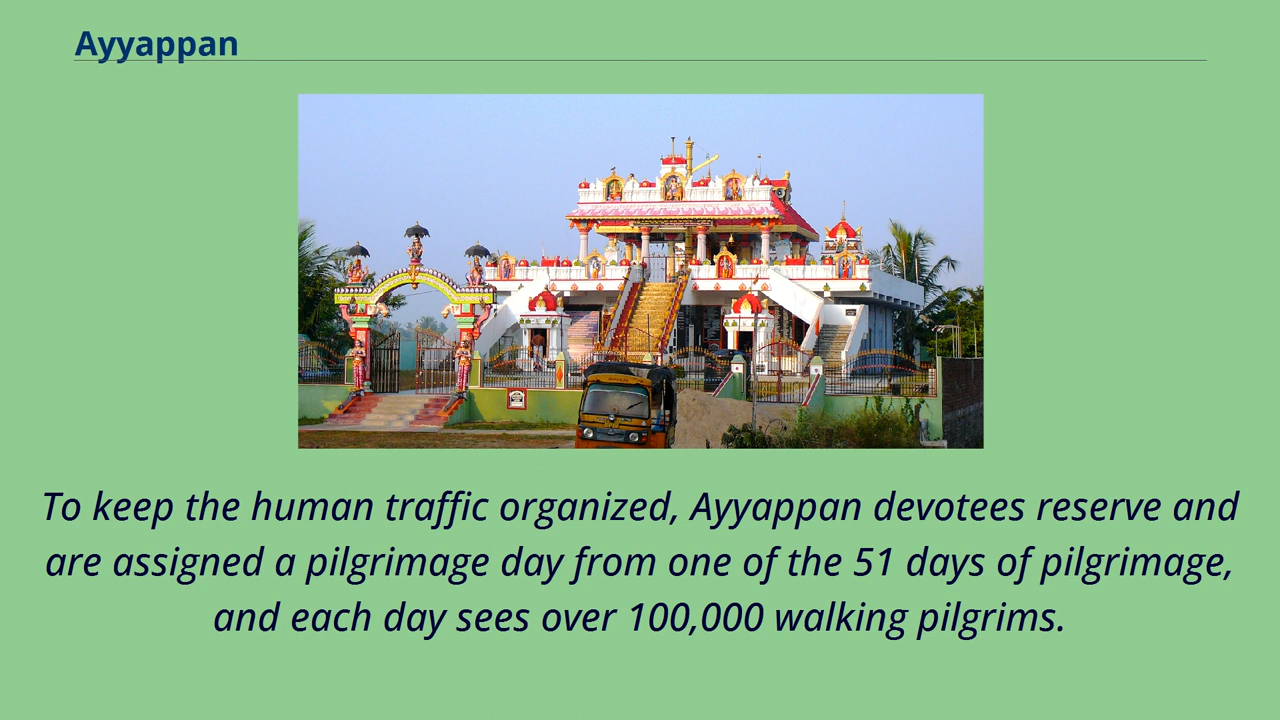 Ayyappan
To keep the human traffic organized, Ayyappan devotees reserve and
are assigned a pilgrimage day from one of the 51 days of pilgrimage,
and each day sees over 100,000 walking pilgrims.